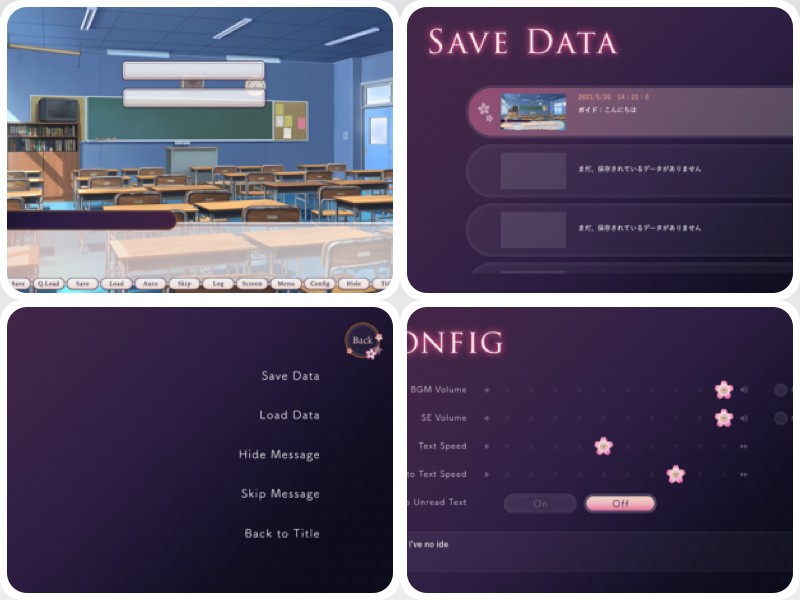 Save
Q.Load
Save
Load
Auto
Skip
Log
Screen
Menu
Config
Hide
SAVE DATA
2021/5/26 14:21:0
ガイド：こんにちは
まだ、保存されているデータがありません
まだ、保存されているデータがありません
Back
Save Data
Load Data
Hide Message
Skip Message
Back to Title
ONFIG
BGM Volume
SE Volume
Text Speed
to Text Speed
Unread Text
On
Off
I've no ide